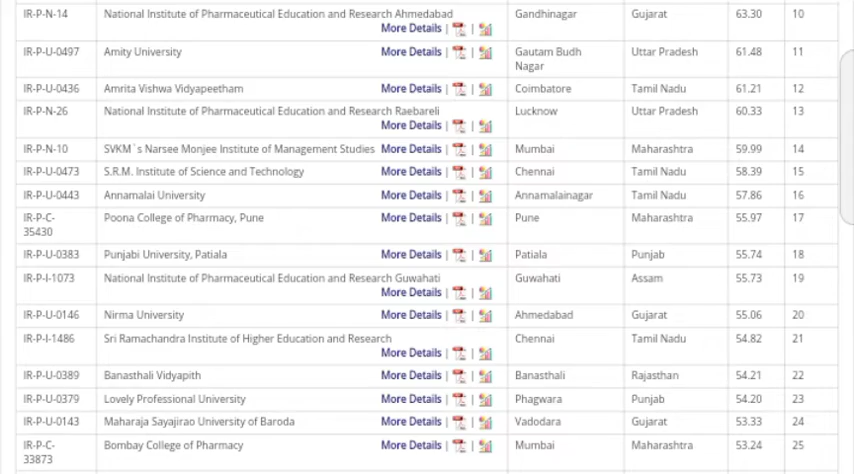 IR-P-N-14 National Institute of Pharmaceutical Education and Research Ahmedabad Gandhinagar Gujarat 63.30 10
More Details | |
IR-P-U-0497 Amity University More Details | | Gautam Budh Uttar Pradesh 61.48 11
Nagar
IR-P-U-0436 Amrita Vishwa Vidyapeetham More Details | | Coimbatore Tamil Nadu 61.21 12
IR-P-N-26 National Institute of Pharmaceutical Education and Research Raebareli Lucknow Uttar Pradesh 60.33 13
More Details | |
IR-P-N-10 SVKM`s Narsee Monjee Institute of Management Studies More Details | | Mumbai Maharashtra 59.99 14
IR-P-U-0473 S.R.M. Institute of Science and Technology More Details | | Chennai Tamil Nadu 58.39 15
IR-P-U-0443 Annamalai University More Details | | Annamalainagar Tamil Nadu 57.86 16
IR-P-C- Poona College of Pharmacy, Pune More Details | | Pune Maharashtra 55.97 17
35430
IR-P-U-0383 Punjabi University, Patiala More Details | | Patiala Punjab 55.74 18
IR-P-I-1073 National Institute of Pharmaceutical Education and Research Guwahati Guwahati Assam 55.73 19
More Details | |
IR-P-U-0146 Nirma University More Details | | Ahmedabad Gujarat 55.06 20
IR-P-I-1486 Sri Ramachandra Institute of Higher Education and Research Chennai Tamil Nadu 54.82 21
More Details | |
IR-P-U-0389 Banasthali Vidyapith More Details | | Banasthali Rajasthan 54.21 22
IR-P-U-0379 Lovely Professional University More Details | | Phagwara Punjab 54.20 23
IR-P-U-0143 Maharaja Sayajirao University of Baroda More Details | | Vadodara Gujarat 53.33 24
IR-P-C- Bombay College of Pharmacy More Details | | Mumbai Maharashtra 53.24 25
33873